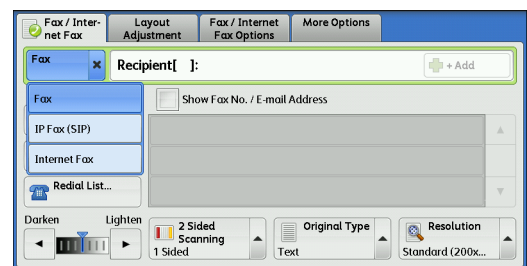 Fax / Inter-
net Fax
Layout
Adjustment
Fax / Internet
Fax Options
More Options
Fax
Recipient[ ]:
+ Add
Fax
Show Fax No. / E-mail Address
IP Fax (SIP)
Internet Fax
Redial List...
Darken
Lighten
2 Sided
Scanning
1 Sided
Original Type
Text
Resolution
Standard (200x...